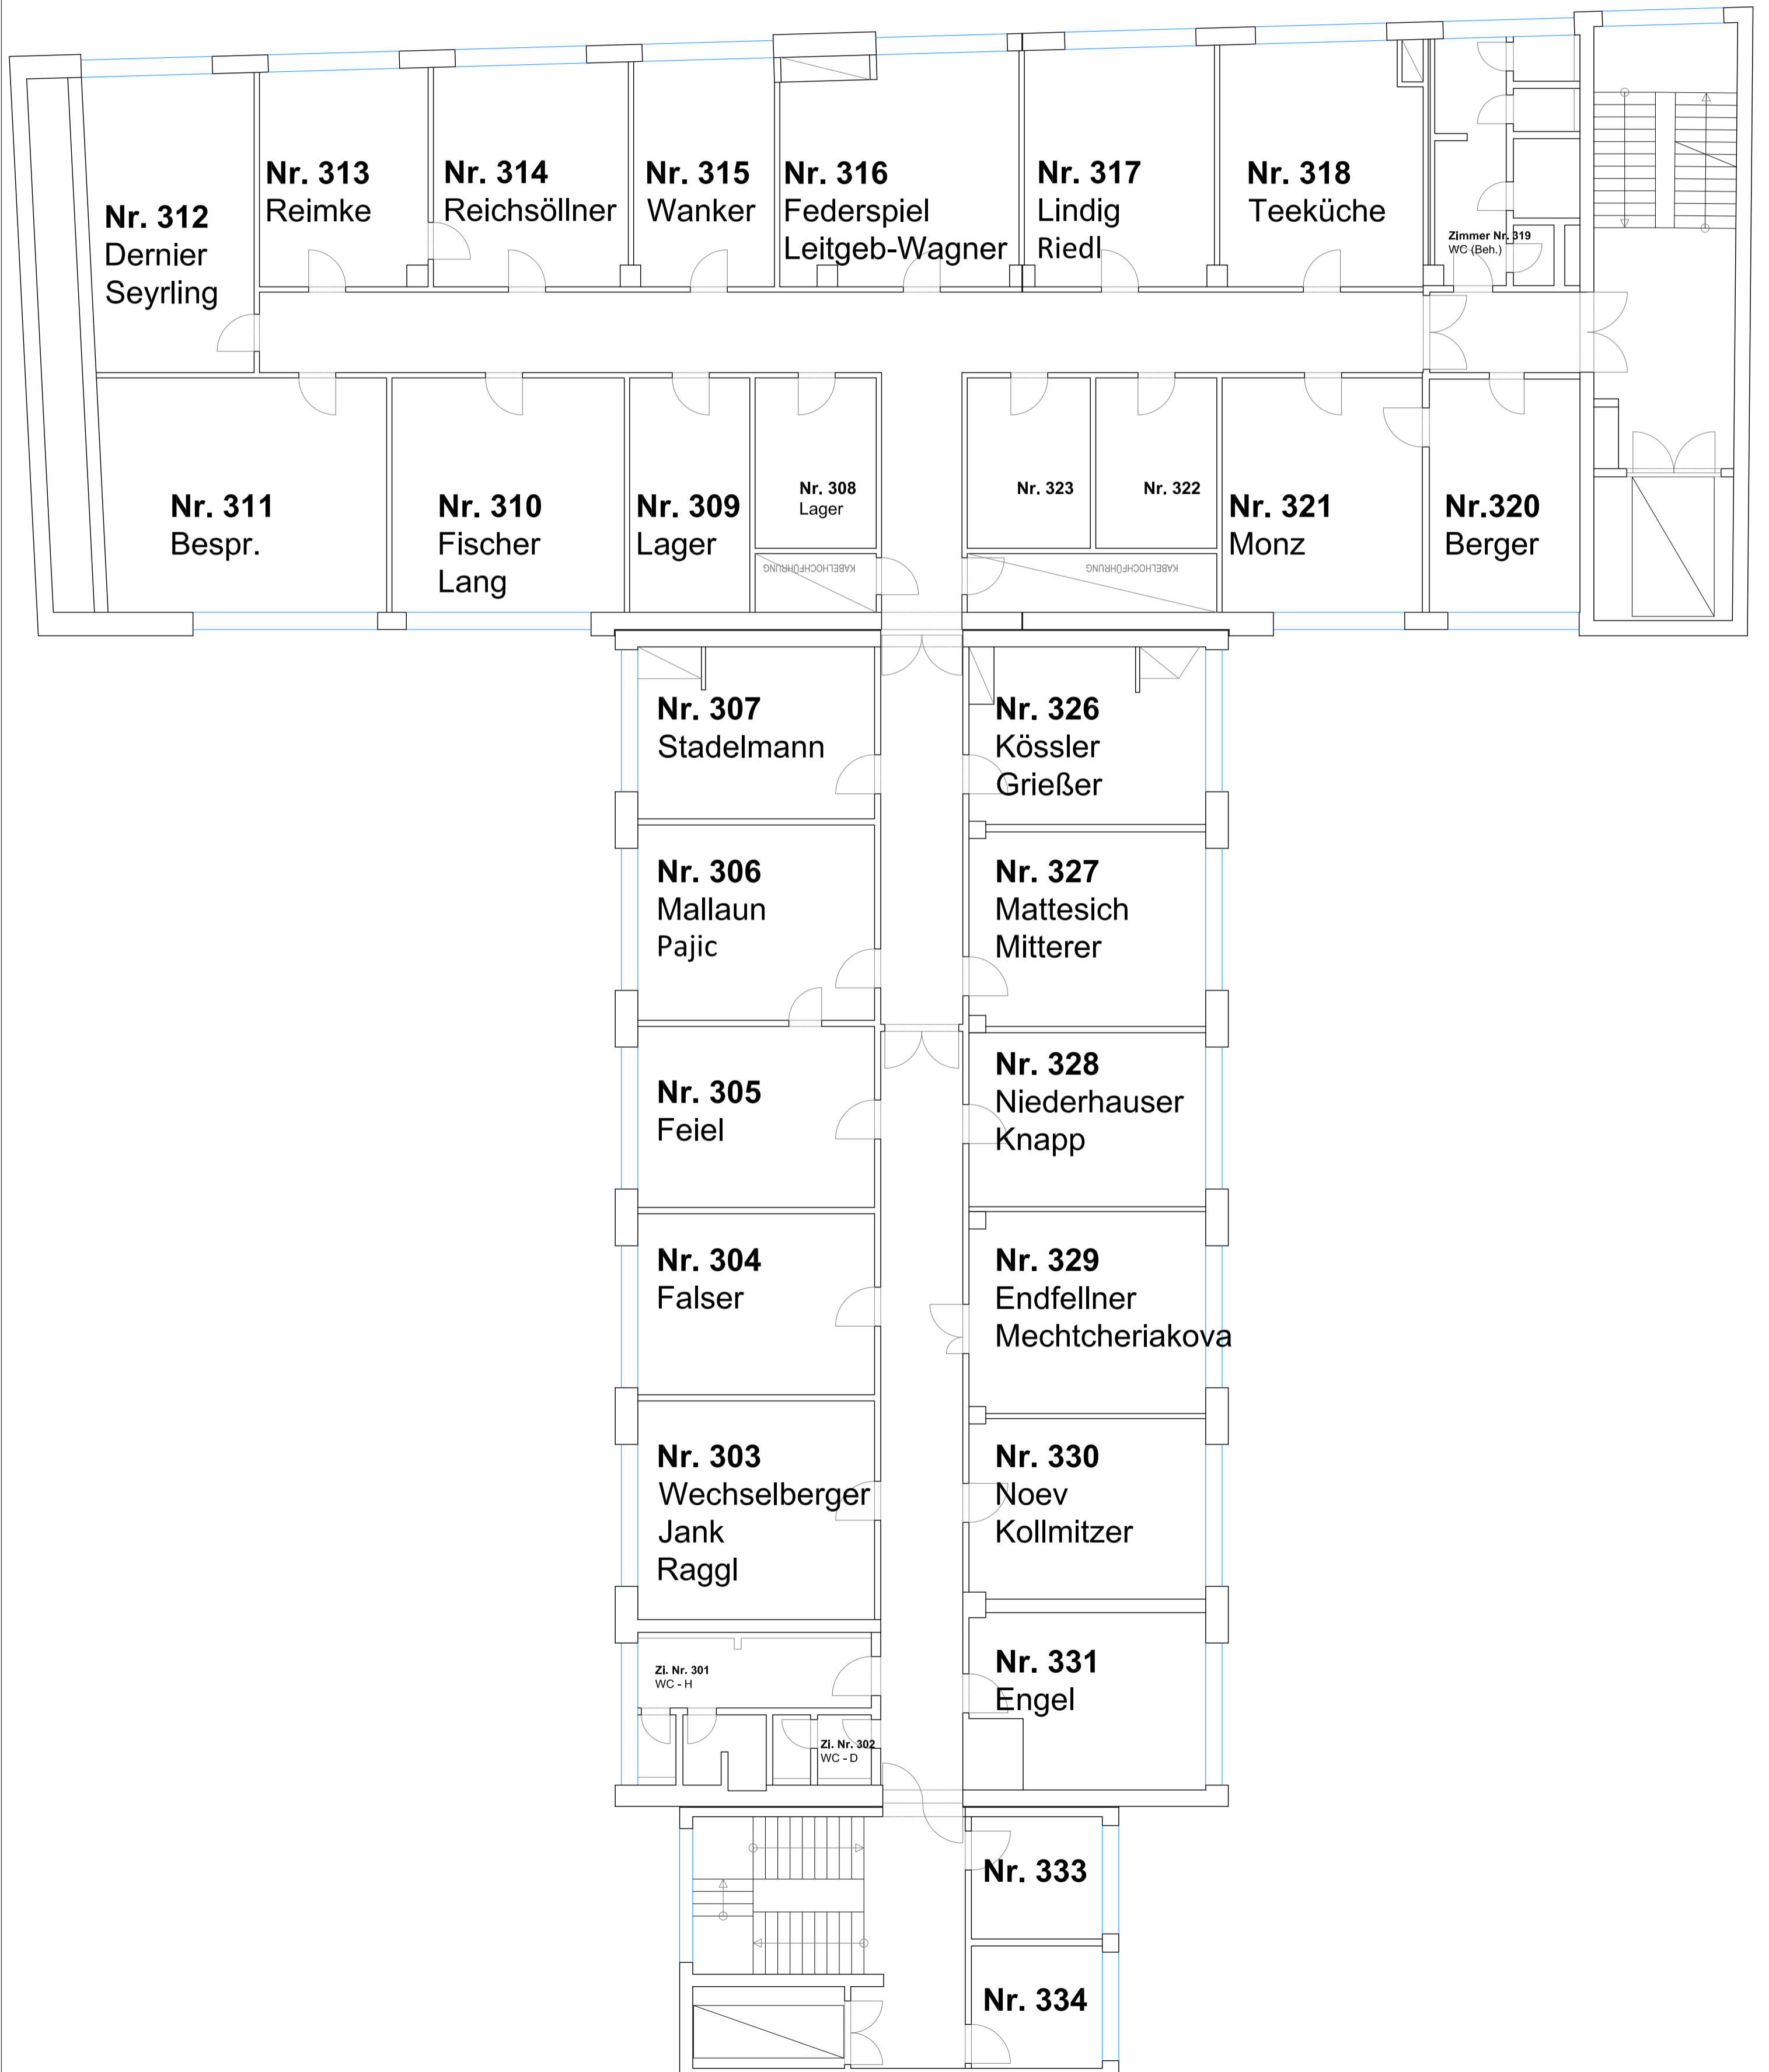 Nr. 312
Dernier
Seyrling
Nr. 313
Reimke
Nr. 314
Reichsöllner
Nr. 315
Wanker
Nr. 316
Federspiel
Leitgeb-Wagner
Nr. 317
Lindig
Riedl
Nr. 318
Teeküche
Zimmer Nr. 319
WC (Beh.)
Nr. 311
Bespr.
Nr. 310
Fischer
Lang
Nr. 309
Lager
Nr. 308
Lager
KABELHOCHFÜHRUNG
Nr. 323
Nr. 322
KABELHOCHFÜHRUNG
Nr. 321
Monz
Nr.320
Berger
Nr. 307
Stadelmann
Nr. 326
Kössler
Grießer
Nr. 306
Mallaun
Pajic
Nr. 327
Mattesich
Mitterer
Nr. 305
Feiel
Nr. 328
Niederhauser
Knapp
Nr. 304
Falser
Nr. 329
Endfellner
Mechtcheriakova
Nr. 303
Wechselberger
Jank
Raggl
Nr. 330
Noev
Kollmitzer
Zi. Nr. 301
WC - H
Nr. 331
Engel
Zi. Nr. 302
WC - D
Nr. 333
Nr. 334